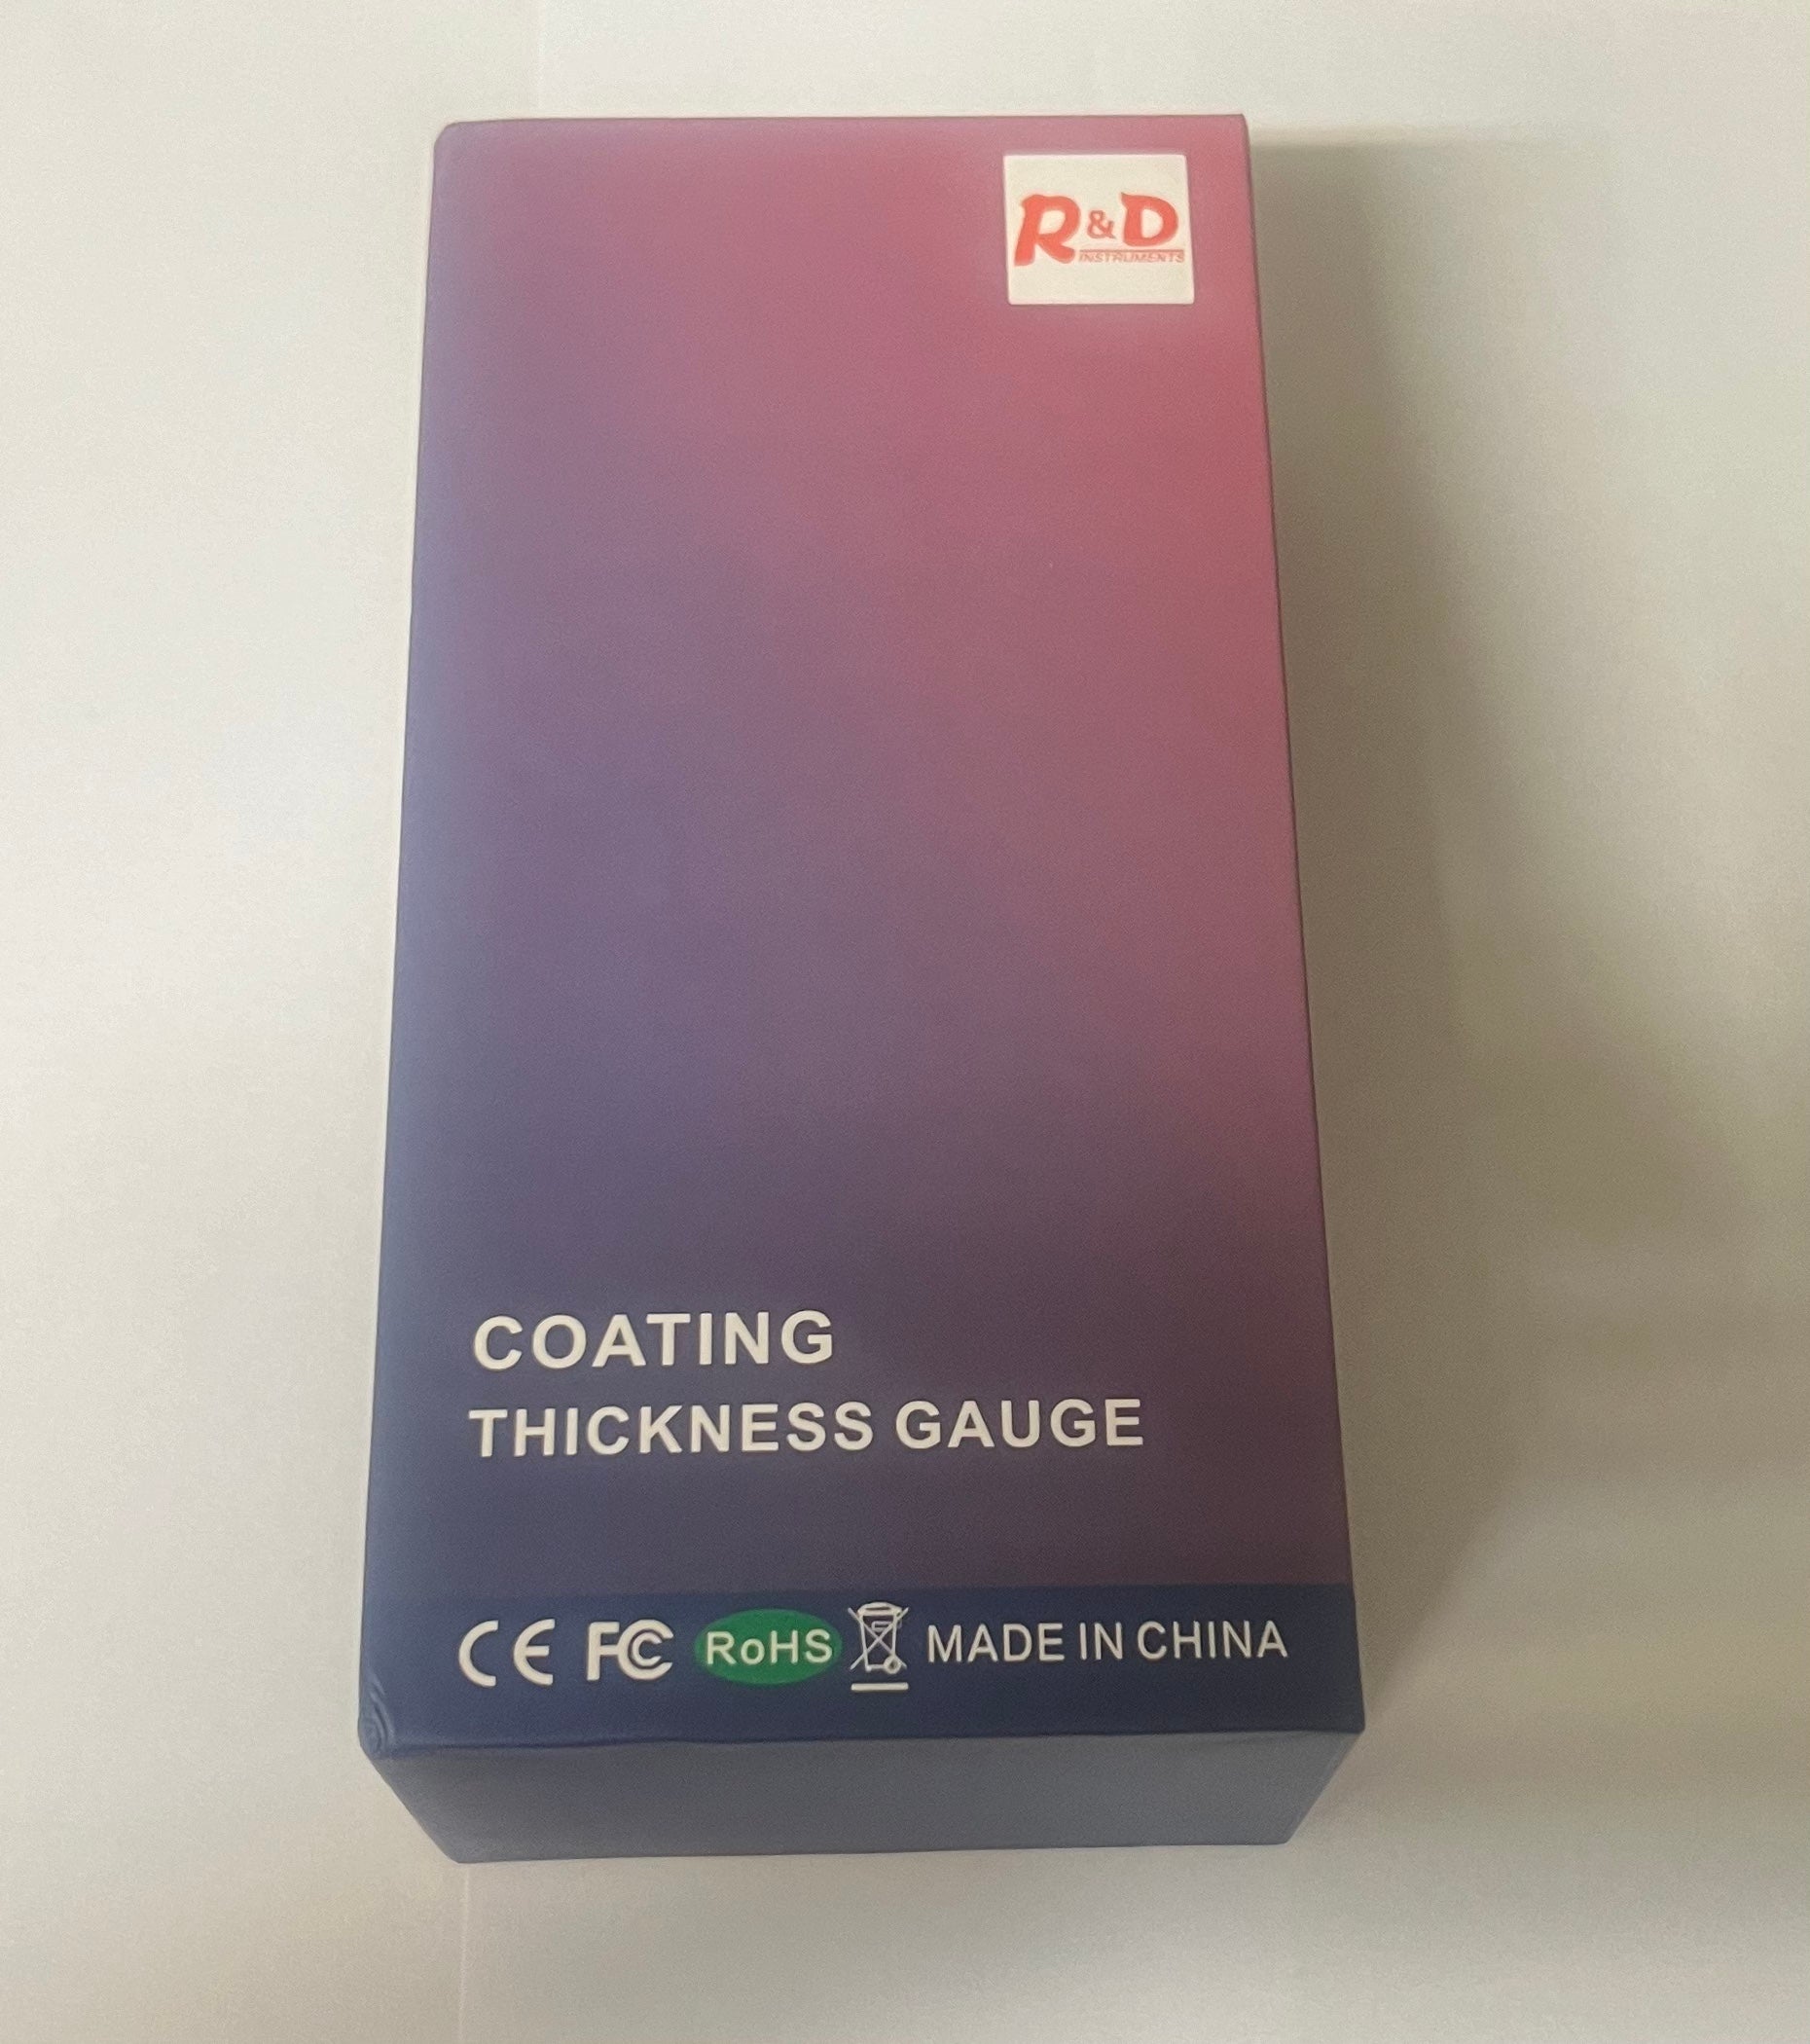 R&D
INSTRUMENTS
COATING
THICKNESS GAUGE
CE FC RoHS MADE IN CHINA